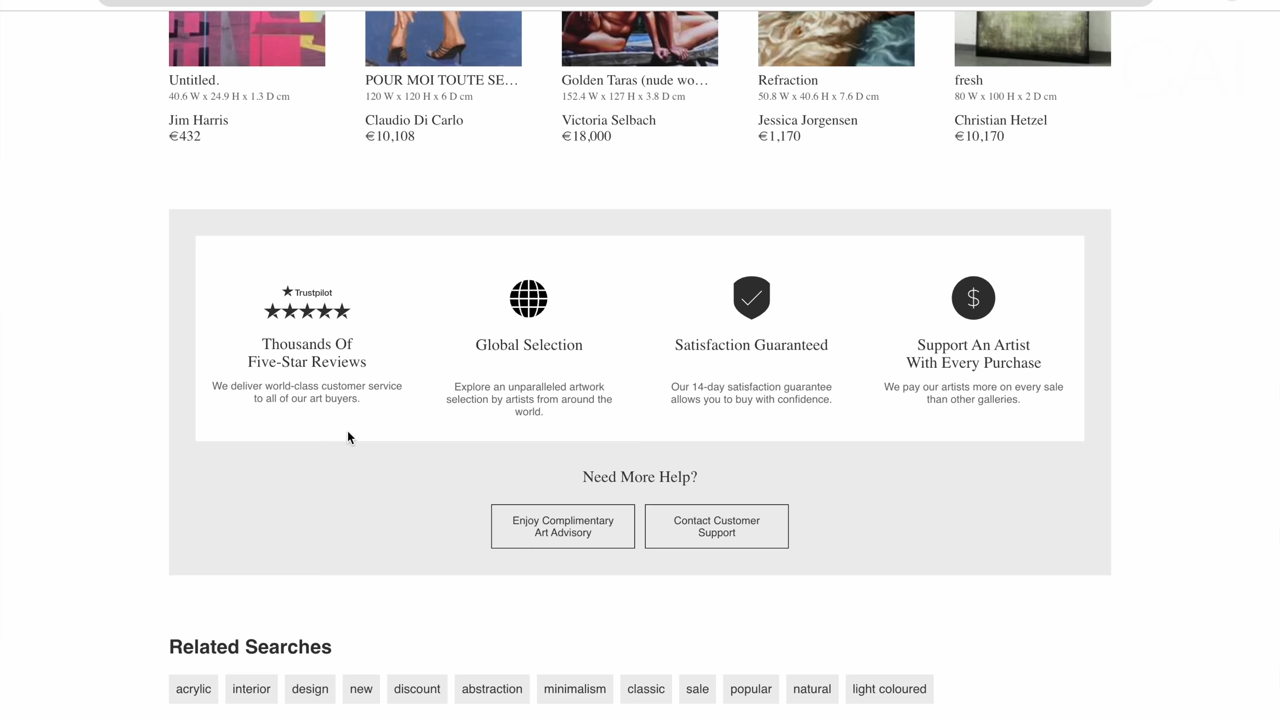 Untitled.
40.6 W x 24.9 H x 1.3 D cm
Jim Harris
€432
POUR MOI TOUTE SE…
120 W x 120 H x 6 D cm
Claudio Di Carlo
€10,108
Golden Taras (nude wo…
152.4 W x 127 H x 3.8 D cm
Victoria Selbach
€18,000
Refraction
50.8 W x 40.6 H x 7.6 D cm
Jessica Jorgensen
€1,170
fresh
80 W x 100 H x 2 D cm
Christian Hetzel
€10,170
Trustpilot
Thousands Of
Five-Star Reviews
We deliver world-class customer service
to all of our art buyers.
Global Selection
Explore an unparalleled artwork
selection by artists from around the
world.
Satisfaction Guaranteed
Our 14-day satisfaction guarantee
allows you to buy with confidence.
$
Support An Artist
With Every Purchase
We pay our artists more on every sale
than other galleries.
Need More Help?
Enjoy Complimentary
Art Advisory
Contact Customer
Support
Related Searches
acrylic interior design new discount abstraction minimalism classic sale popular natural light coloured